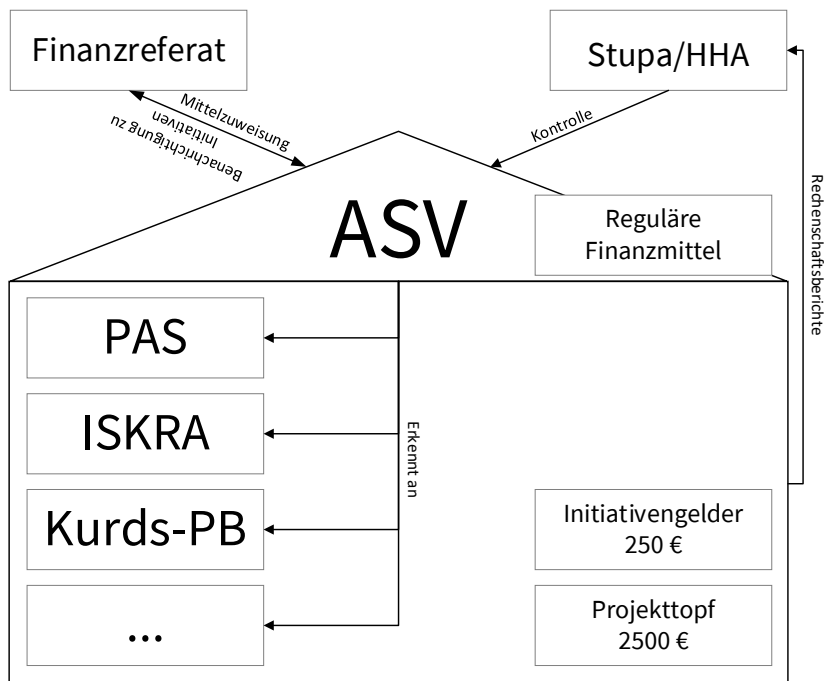 Finanzreferat
Stupa/HHA
Mittelzuweisung
Benachrichtigung zu
Initiativen
Kontrolle
Rechenschaftsberichte
ASV
Reguläre
Finanzmittel
PAS
ISKRA
Kurds-PB
...
Erkennt an
Initiativengelder
250 €
Projekttopf
2500 €